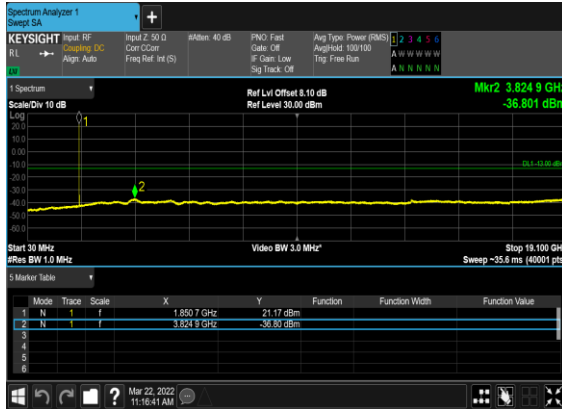 Spectrum Analyzer 1
Swept SA
+
KEYSIGHT Input: RF Input Z: 50 Ω #Atten: 40 dB PNO: Fast Avg Type: Power (RMS) 1 2 3 4 5 6
RL Coupling: DC Corr CCorr Gate: Off Avg|Hold: 100/100 A W W W W W
Align: Auto Freq Ref: Int (S) IF Gain: Low Trig: Free Run
LU Sig Track: Off A N N N N N
1 Spectrum Ref Lvl Offset 8.10 dB Mkr2 3.824 9 GHz
Scale/Div 10 dB Ref Level 30.00 dBm -36.801 dBm
Log
20.0
10.0
0.00
-10.0
-20.0
-30.0
-40.0
-50.0
-60.0
1
DL1 -13.00 dBm
2
Start 30 MHz Video BW 3.0 MHz* Stop 19.100 GHz
#Res BW 1.0 MHz Sweep ~35.6 ms (40001 pts)
5 Marker Table
Mode Trace Scale X Y Function Function Width Function Value
1 N 1 f 1.850 7 GHz 21.17 dBm
2 N 1 f 3.824 9 GHz -36.80 dBm
3
4
5
6
? Mar 22, 2022
11:16:41 AM